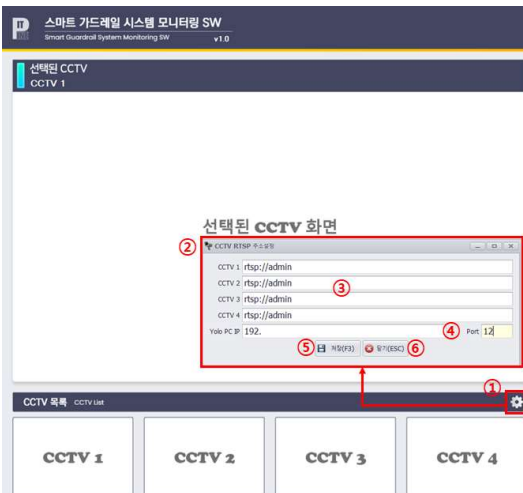 IT
P
스마트 가드레일 시스템 모니터링 SW
Smart Guardrail System Monitoring SW v1.0
선택된 CCTV
CCTV 1
선택된 CCTV 화면
②
CCTV RTSP 주소설정
CCTV 1 rtsp://admin
CCTV 2 rtsp://admin
③
CCTV 3 rtsp://admin
CCTV 4 rtsp://admin
Yolo PC IP 192. ④ Port 12
⑤ 저장(F3) 닫기(ESC) ⑥
①
CCTV 목록 CCTV List
CCTV 1 CCTV 2 CCTV 3 CCTV 4